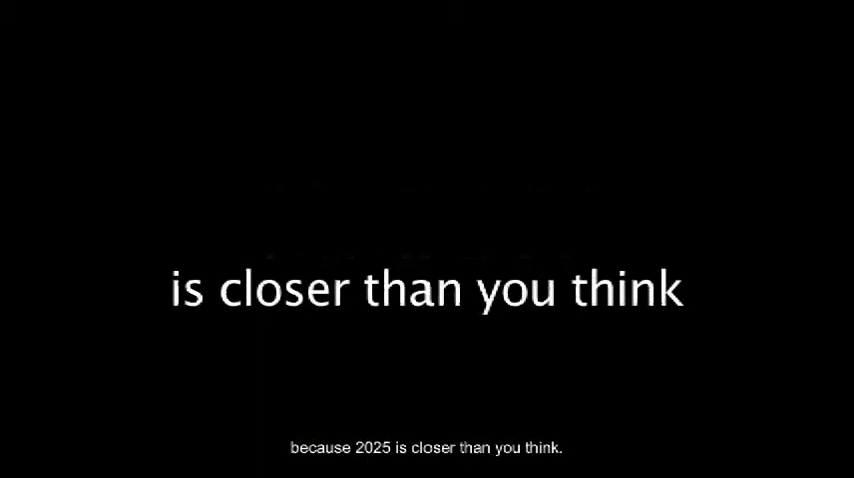 is closer than you think
because 2025 is closer than you think.